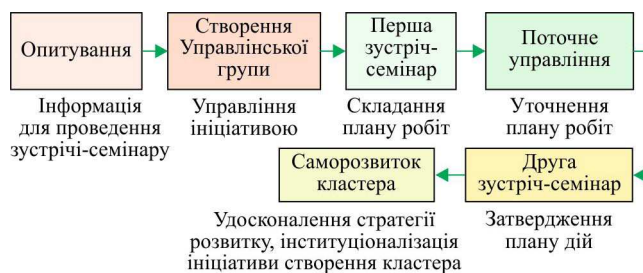 Опитування
Інформація
для проведення
зустрічі-семінару
Створення
Управлінської
групи
Управління
ініціативою
Перша
зустріч-
семінар
Складання
плану робіт
Поточне
управління
Уточнення
плану робіт
Друга
зустріч-семінар
Затвердження
плану дій
Саморозвиток
кластера
Удосконалення стратегії
розвитку, інституціоналізація
ініціативи створення кластера